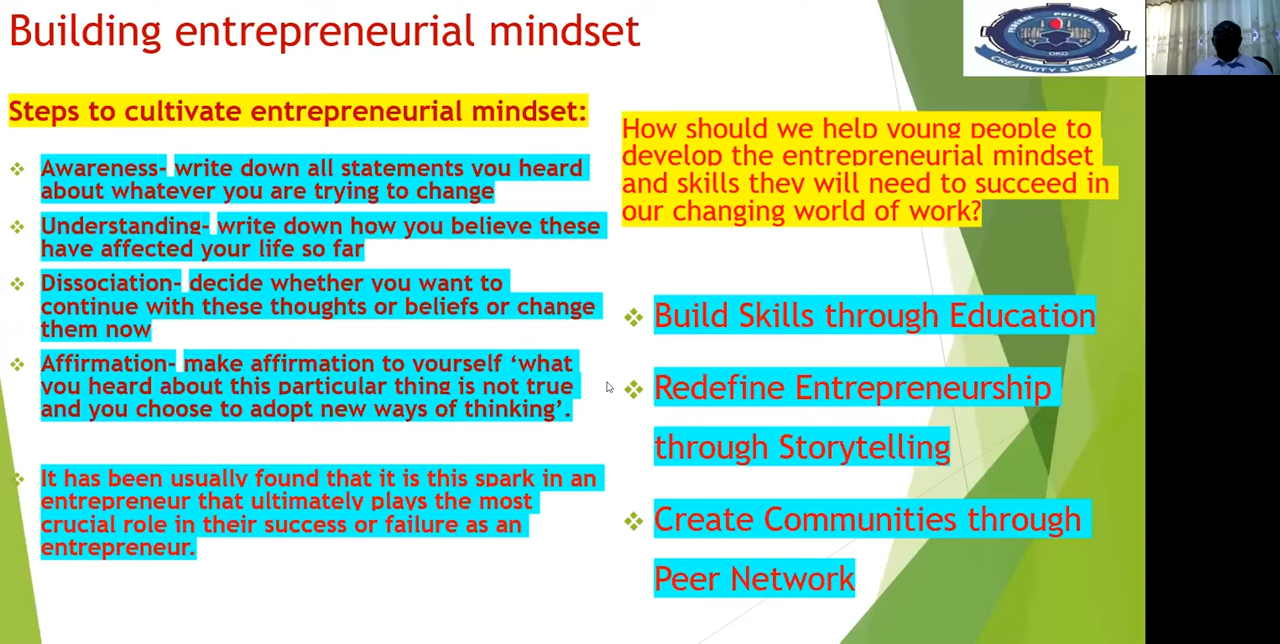 Building entrepreneurial mindset
Steps to cultivate entrepreneurial mindset:
Awareness- write down all statements you heard
about whatever you are trying to change
Understanding- write down how you believe these
have affected your life so far
Dissociation- decide whether you want to
continue with these thoughts or beliefs or change
them now
Affirmation- make affirmation to yourself ‘what
you heard about this particular thing is not true
and you choose to adopt new ways of thinking’.
It has been usually found that it is this spark in an
entrepreneur that ultimately plays the most
crucial role in their success or failure as an
entrepreneur.
How should we help young people to
develop the entrepreneurial mindset
and skills they will need to succeed in
our changing world of work?
Build Skills through Education
Redefine Entrepreneurship
through Storytelling
Create Communities through
Peer Network
FEDERAL POLYTECHNIC
OKO
CREATIVITY & SERVICE